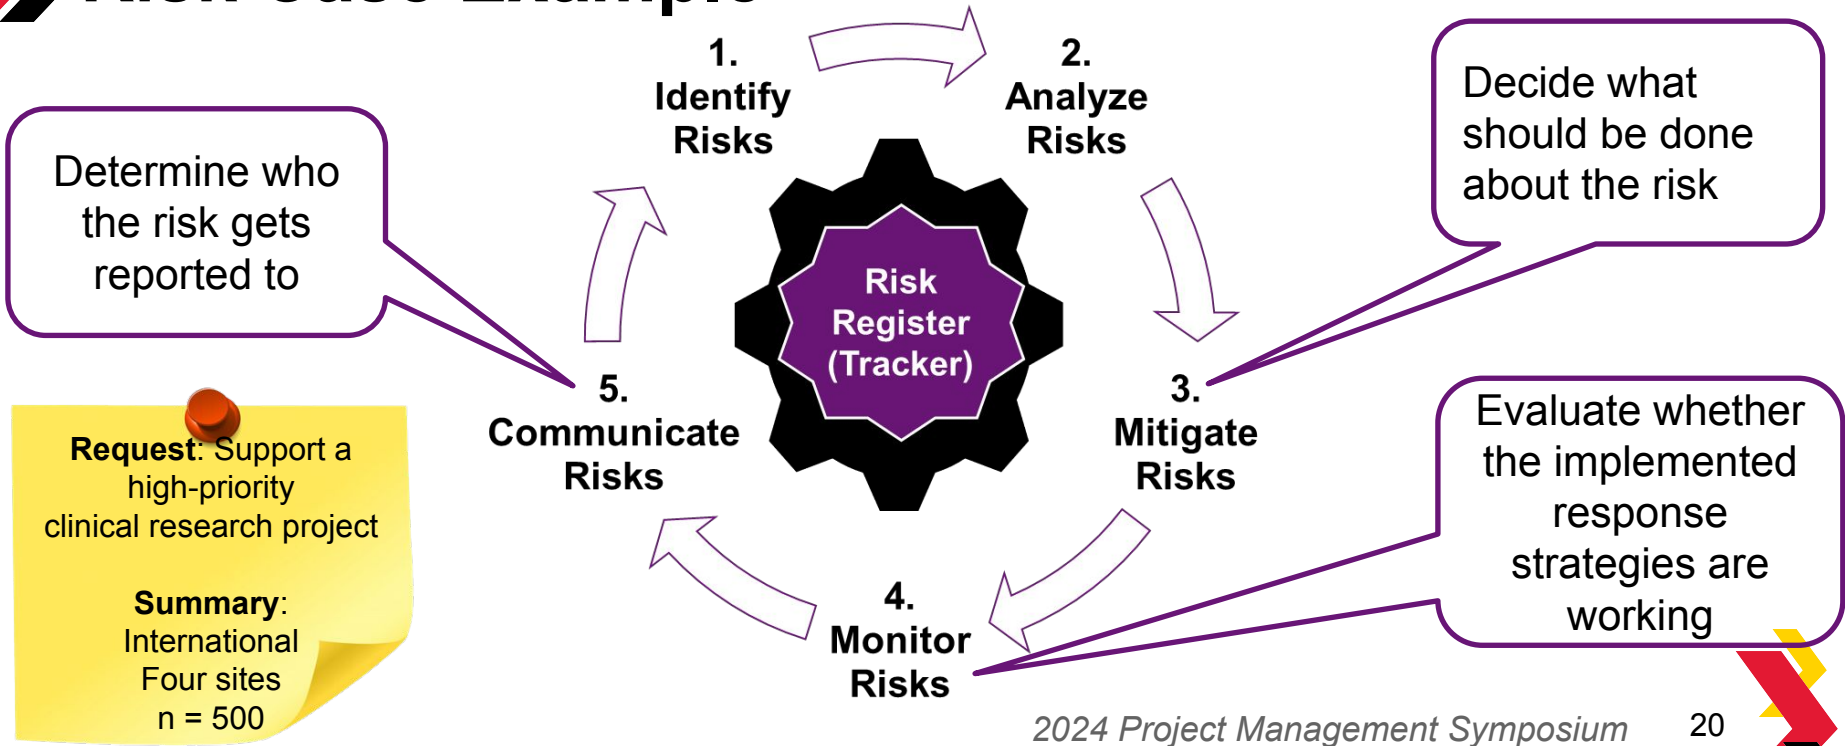 Risk Case Example
1.
Identify
Risks
2.
Analyze
Risks
Decide what
should be done
about the risk
Determine who
the risk gets
reported to
Risk
Register
(Tracker)
5.
Communicate
Risks
3.
Mitigate
Risks
Evaluate whether
the implemented
response
strategies are
working
Request: Support a
high-priority
clinical research project
Summary:
International
Four sites
n = 500
4.
Monitor
Risks
2024 Project Management Symposium
20